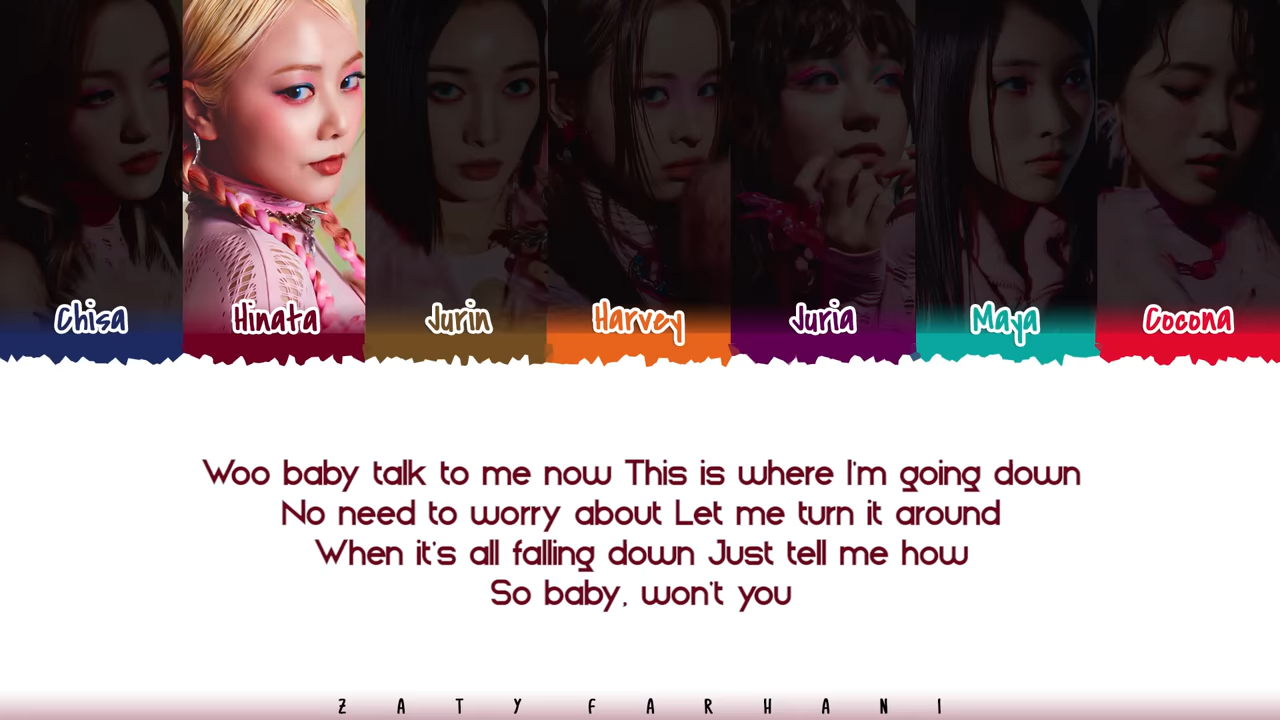 Chisa Hinata Jurin Harvey Juria Maya Cocona
Woo baby talk to me now This is where I'm going down
No need to worry about Let me turn it around
When it's all falling down Just tell me how
So baby, won't you
ZATY FARHANI